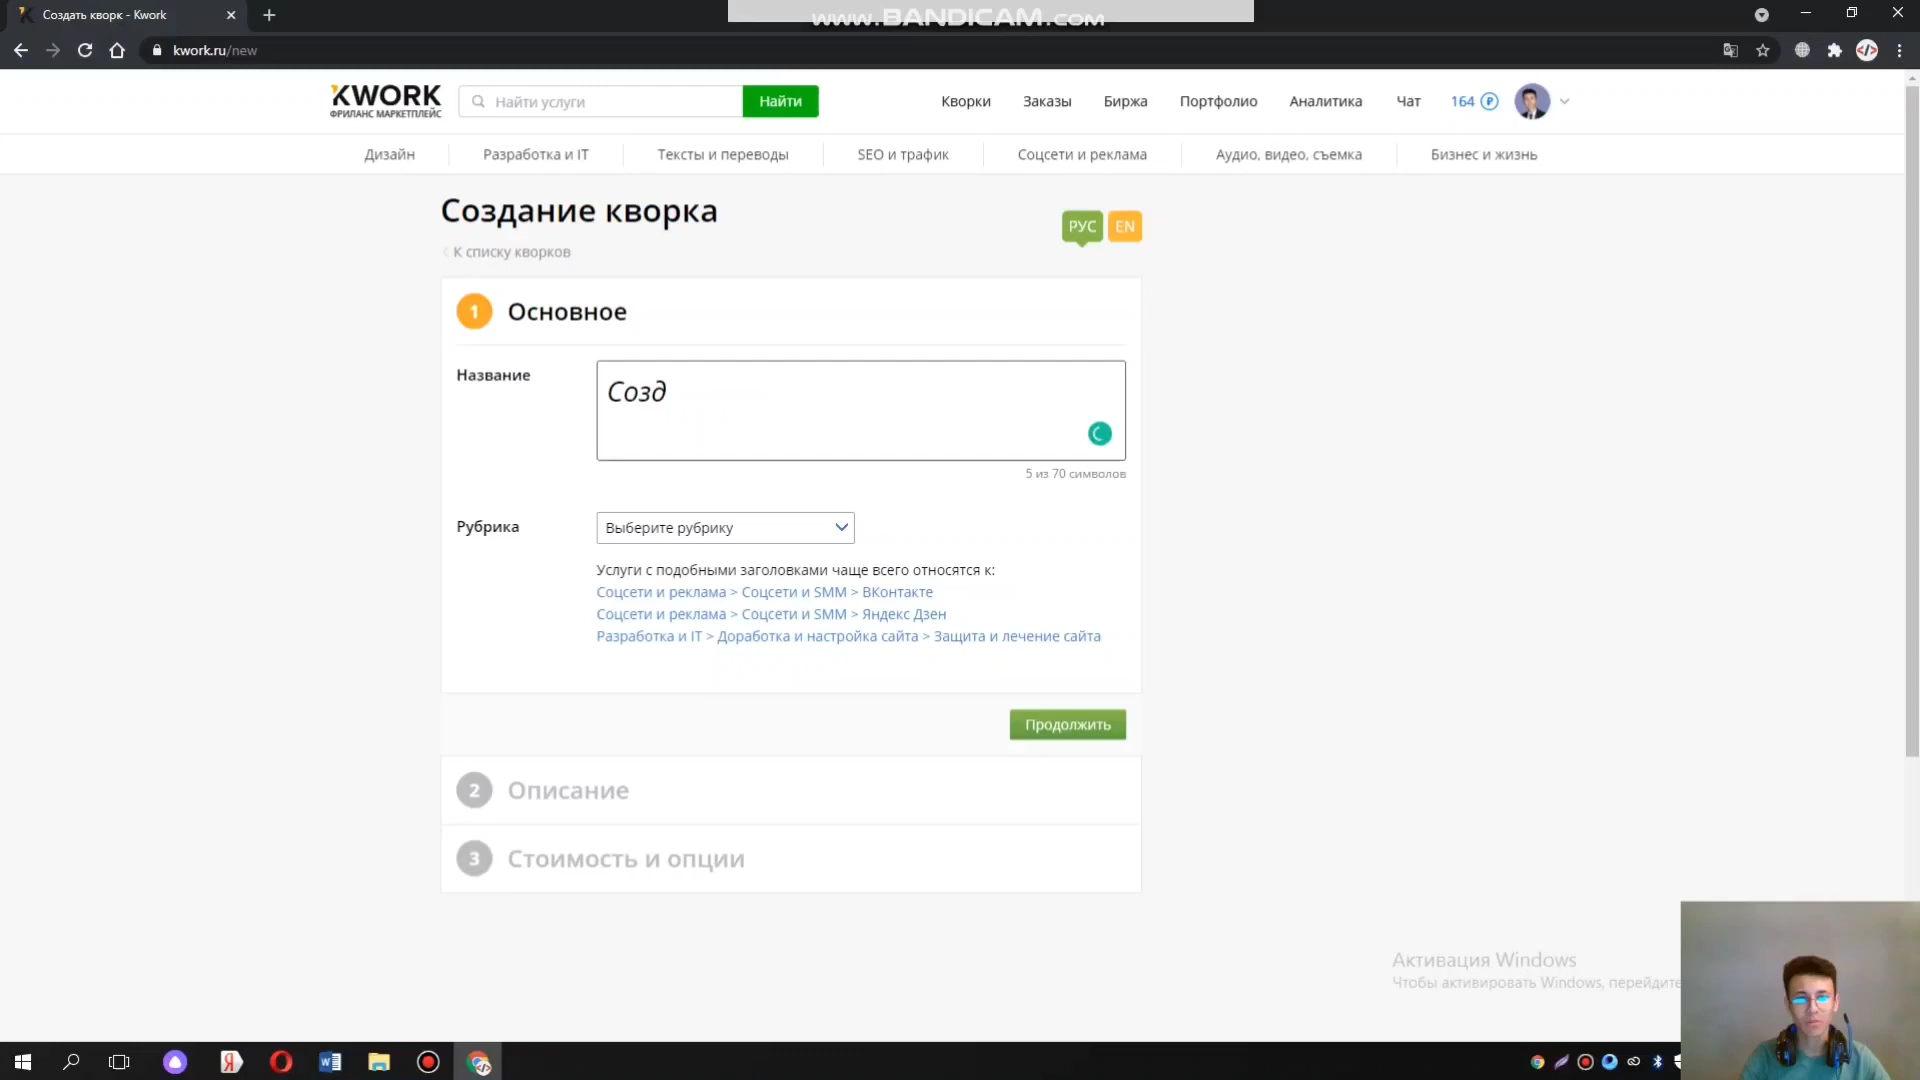 Создать кворк - Kwork
www.BANDICAM.com
kwork.ru/new
KWORK
ФРИЛАНС МАРКЕТПЛЕЙС
Найти услуги
Найти
Кворки
Заказы
Биржа
Портфолио
Аналитика
Чат
164 ₽
Дизайн
Разработка и IT
Тексты и переводы
SEO и трафик
Соцсети и реклама
Аудио, видео, съемка
Бизнес и жизнь
Создание кворка
РУС
EN
К списку кворков
1 Основное
Название
Созд
5 из 70 символов
Рубрика
Выберите рубрику
Услуги с подобными заголовками чаще всего относятся к:
Соцсети и реклама > Соцсети и SMM > ВКонтакте
Соцсети и реклама > Соцсети и SMM > Яндекс Дзен
Разработка и IT > Доработка и настройка сайта > Защита и лечение сайта
Продолжить
2 Описание
3 Стоимость и опции
Активация Windows
Чтобы активировать Windows, перейдите